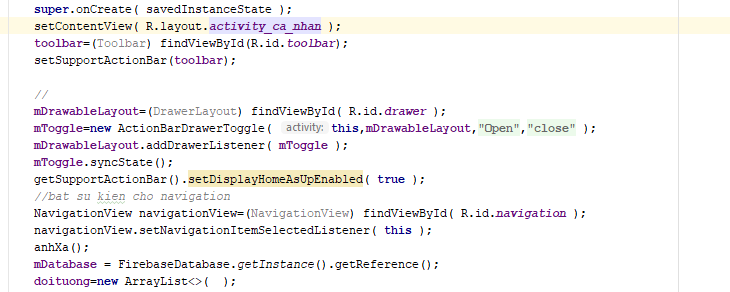 super.onCreate( savedInstanceState );
setContentView( R.layout.activity_ca_nhan );
toolbar=(Toolbar) findViewById(R.id.toolbar);
setSupportActionBar(toolbar);
//
mDrawableLayout=(DrawerLayout) findViewById( R.id.drawer );
mToggle=new ActionBarDrawerToggle( activity: this,mDrawableLayout,"Open","close" );
mDrawableLayout.addDrawerListener( mToggle );
mToggle.syncState();
getSupportActionBar().setDisplayHomeAsUpEnabled( true );
//bat su kien cho navigation
NavigationView navigationView=(NavigationView) findViewById( R.id.navigation );
navigationView.setNavigationItemSelectedListener( this );
anhXa();
mDatabase = FirebaseDatabase.getInstance().getReference();
doituong=new ArrayList<>(  );